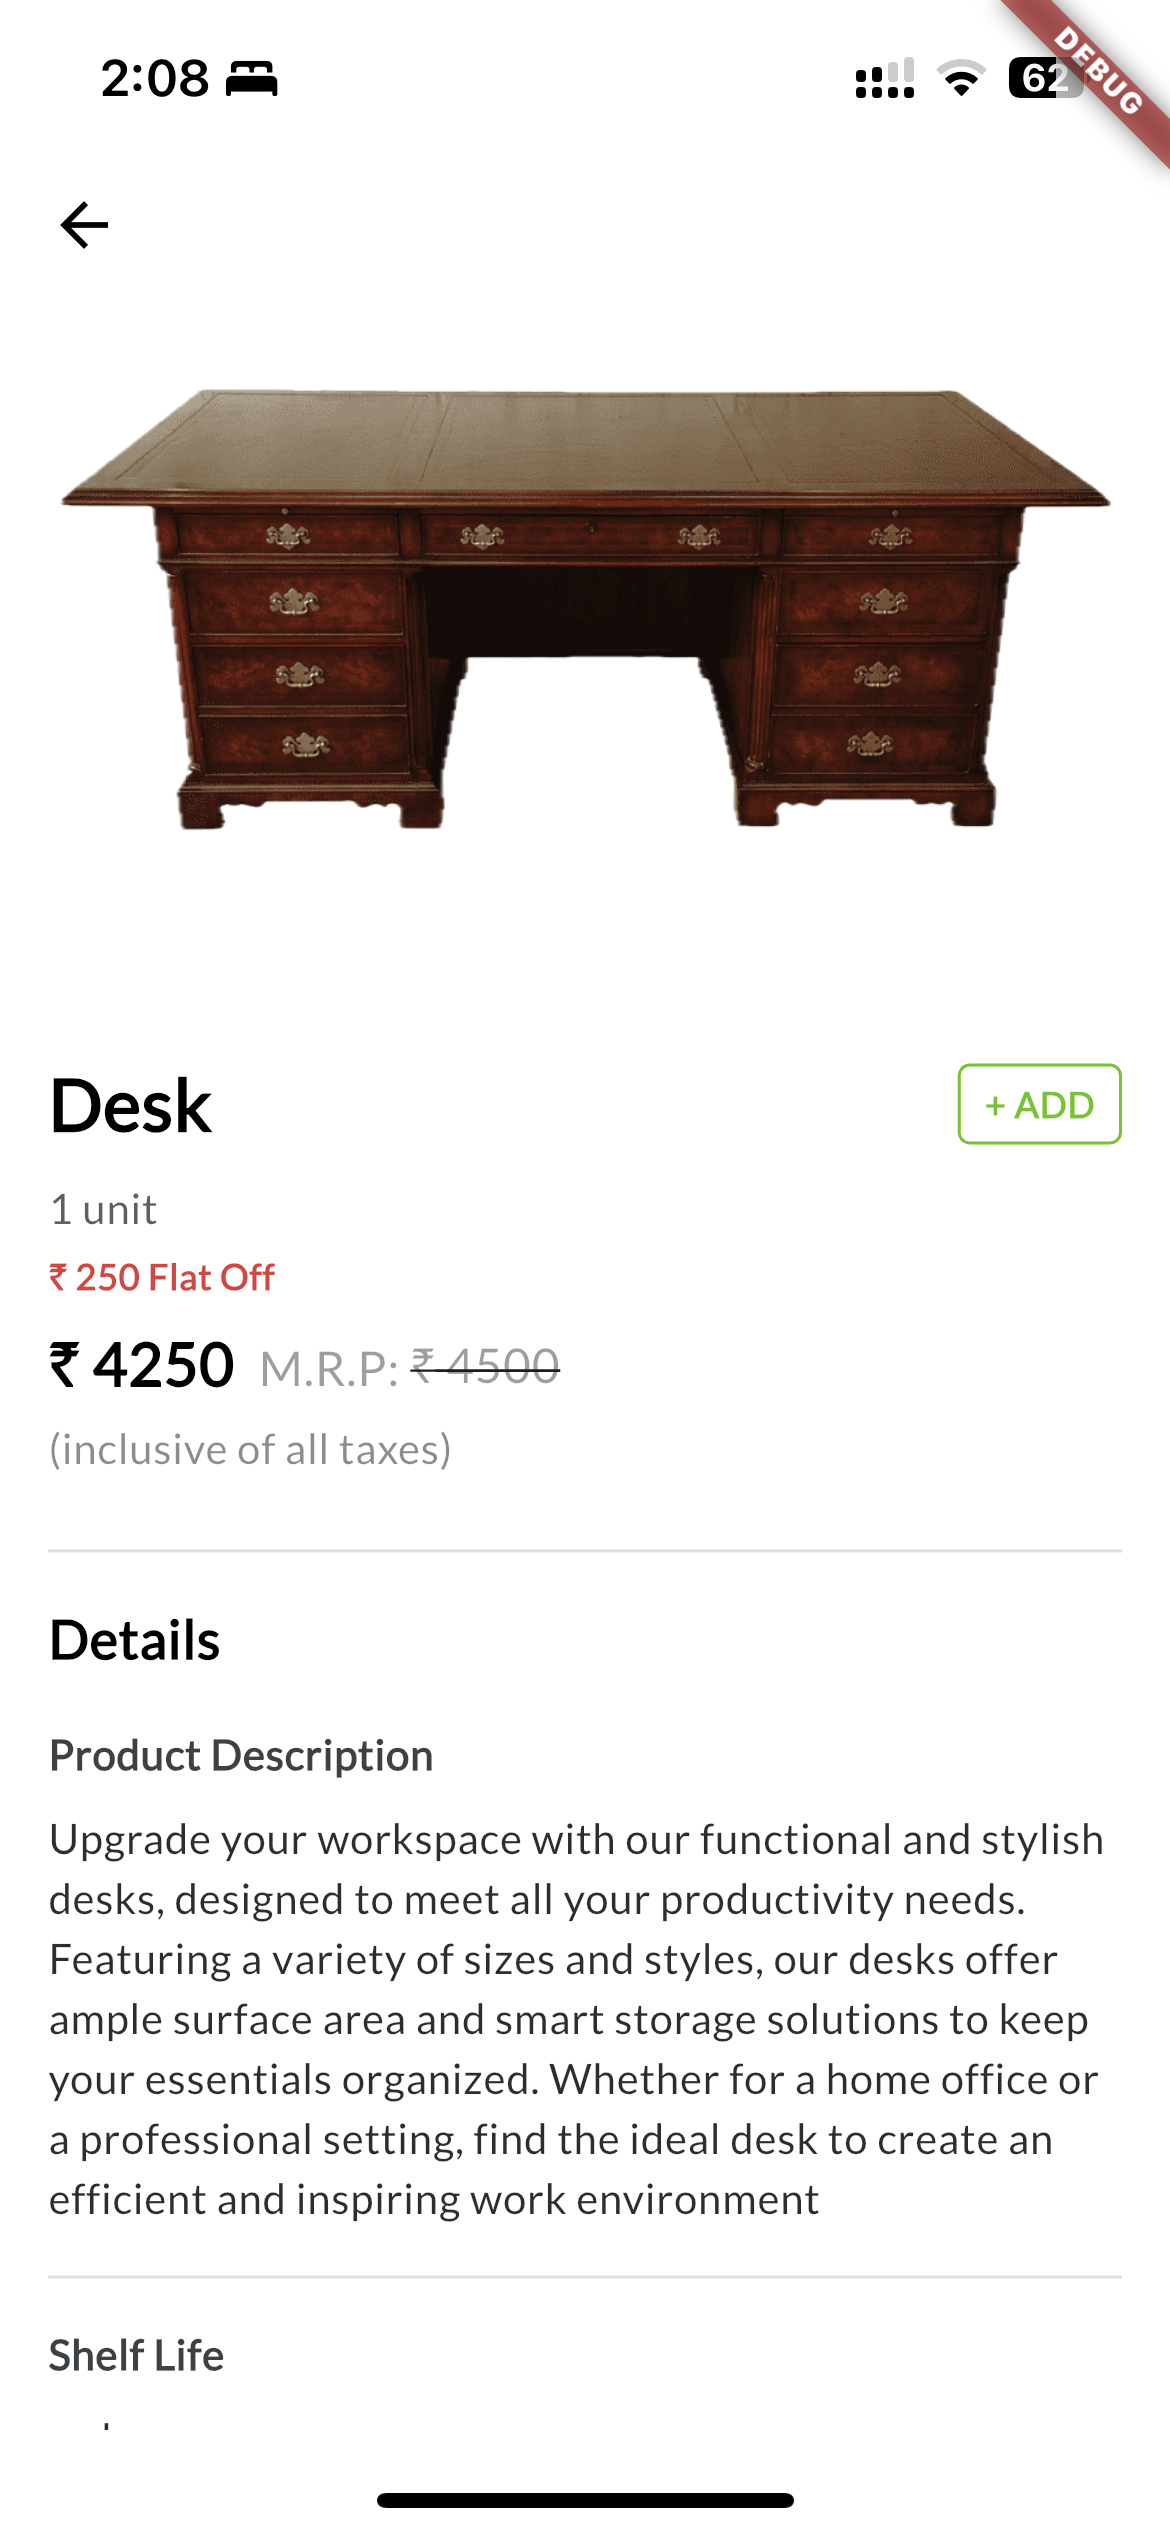 2:08
62
DEBUG
Desk
+ ADD
1 unit
₹ 250 Flat Off
₹ 4250 M.R.P: ₹ 4500
(inclusive of all taxes)
Details
Product Description
Upgrade your workspace with our functional and stylish
desks, designed to meet all your productivity needs.
Featuring a variety of sizes and styles, our desks offer
ample surface area and smart storage solutions to keep
your essentials organized. Whether for a home office or
a professional setting, find the ideal desk to create an
efficient and inspiring work environment
Shelf Life